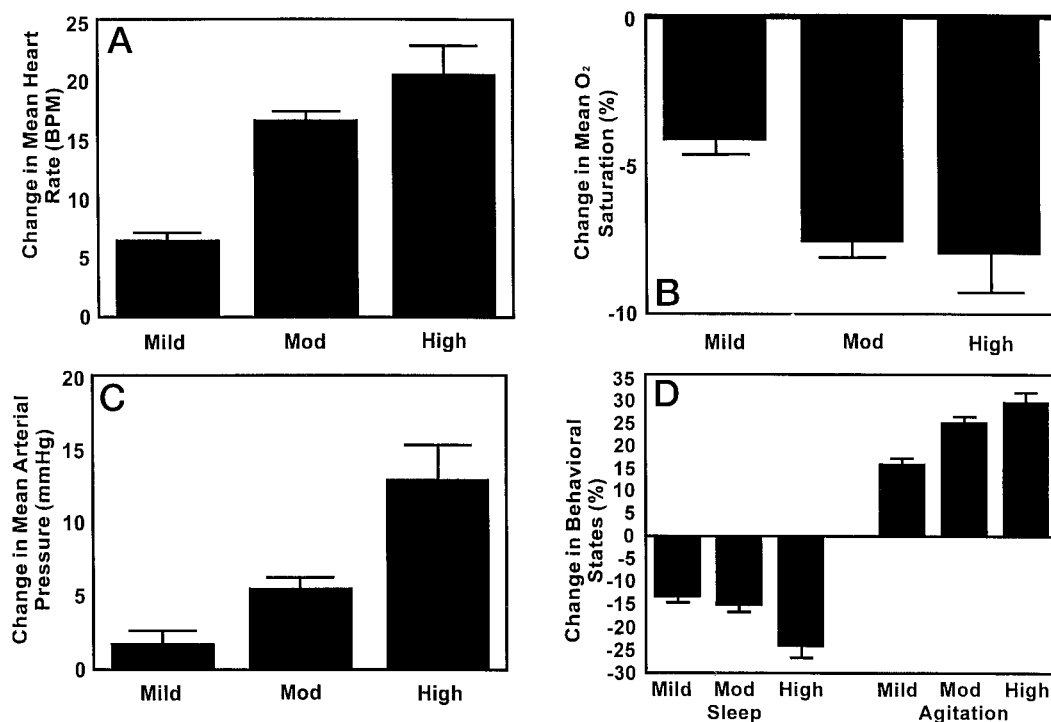 A
Change in Mean Heart
Rate (BPM)
25
20
15
10
5
0
Mild Mod High
B
Change in Mean O₂
Saturation (%)
0
-5
-10
Mild Mod High
C
Change in Mean Arterial
Pressure (mmHg)
20
15
10
5
0
Mild Mod High
D
Change in Behavioral
States (%)
35
30
25
20
15
10
5
0
-5
-10
-15
-20
-25
-30
Mild Mod High Mild Mod High
Sleep Agitation